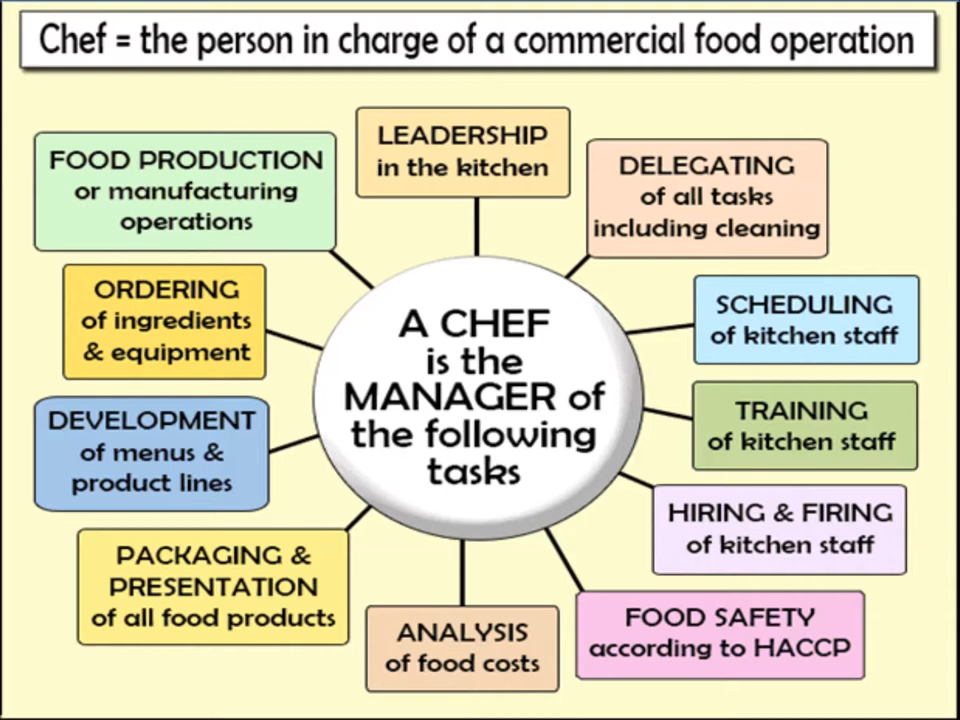 Chef = the person in charge of a commercial food operation
LEADERSHIP
in the kitchen
FOOD PRODUCTION
or manufacturing
operations
DELEGATING
of all tasks
including cleaning
ORDERING
of ingredients
& equipment
SCHEDULING
of kitchen staff
A CHEF
is the
MANAGER of
the following
tasks
DEVELOPMENT
of menus &
product lines
TRAINING
of kitchen staff
HIRING & FIRING
of kitchen staff
PACKAGING &
PRESENTATION
of all food products
ANALYSIS
of food costs
FOOD SAFETY
according to HACCP